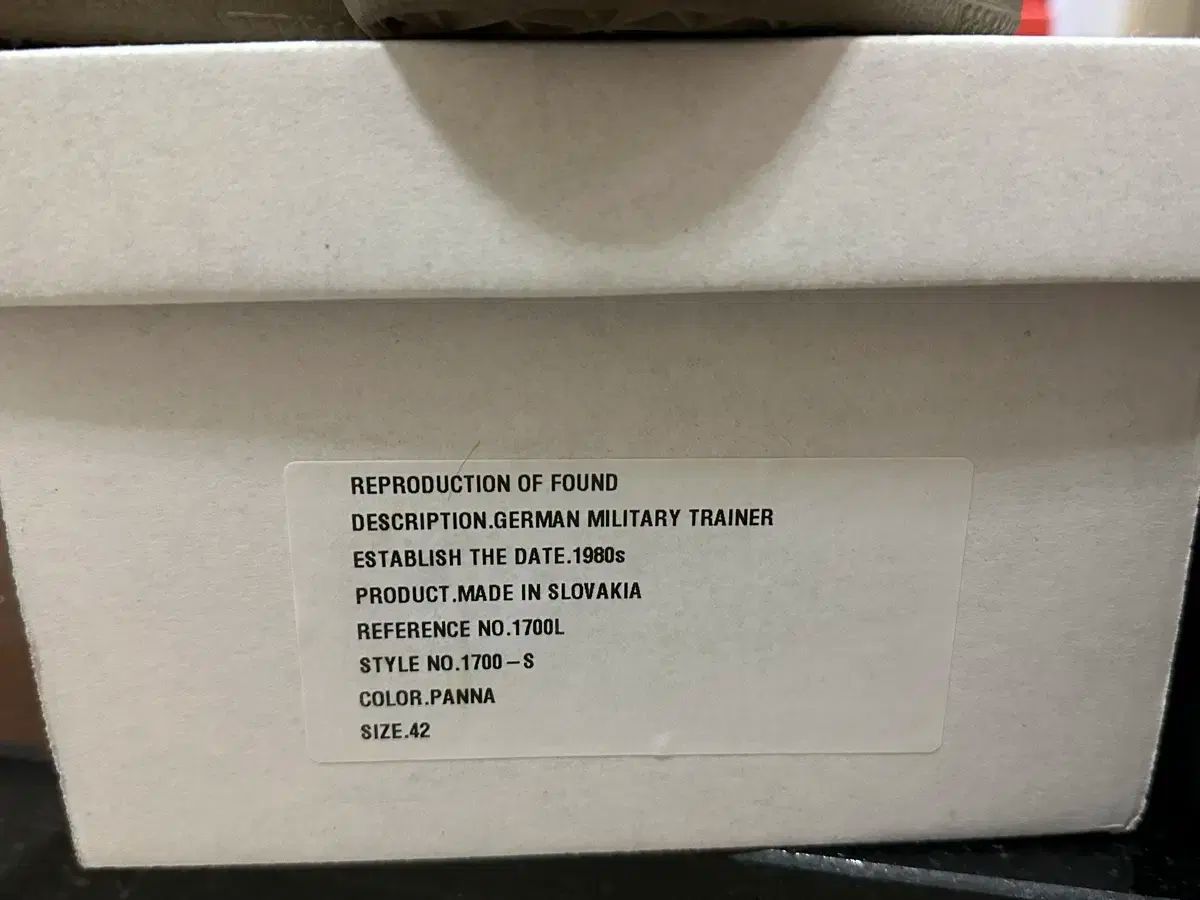 REPRODUCTION OF FOUND
DESCRIPTION.GERMAN MILITARY TRAINER
ESTABLISH THE DATE.1980s
PRODUCT.MADE IN SLOVAKIA
REFERENCE NO.1700L
STYLE NO.1700–S
COLOR.PANNA
SIZE.42